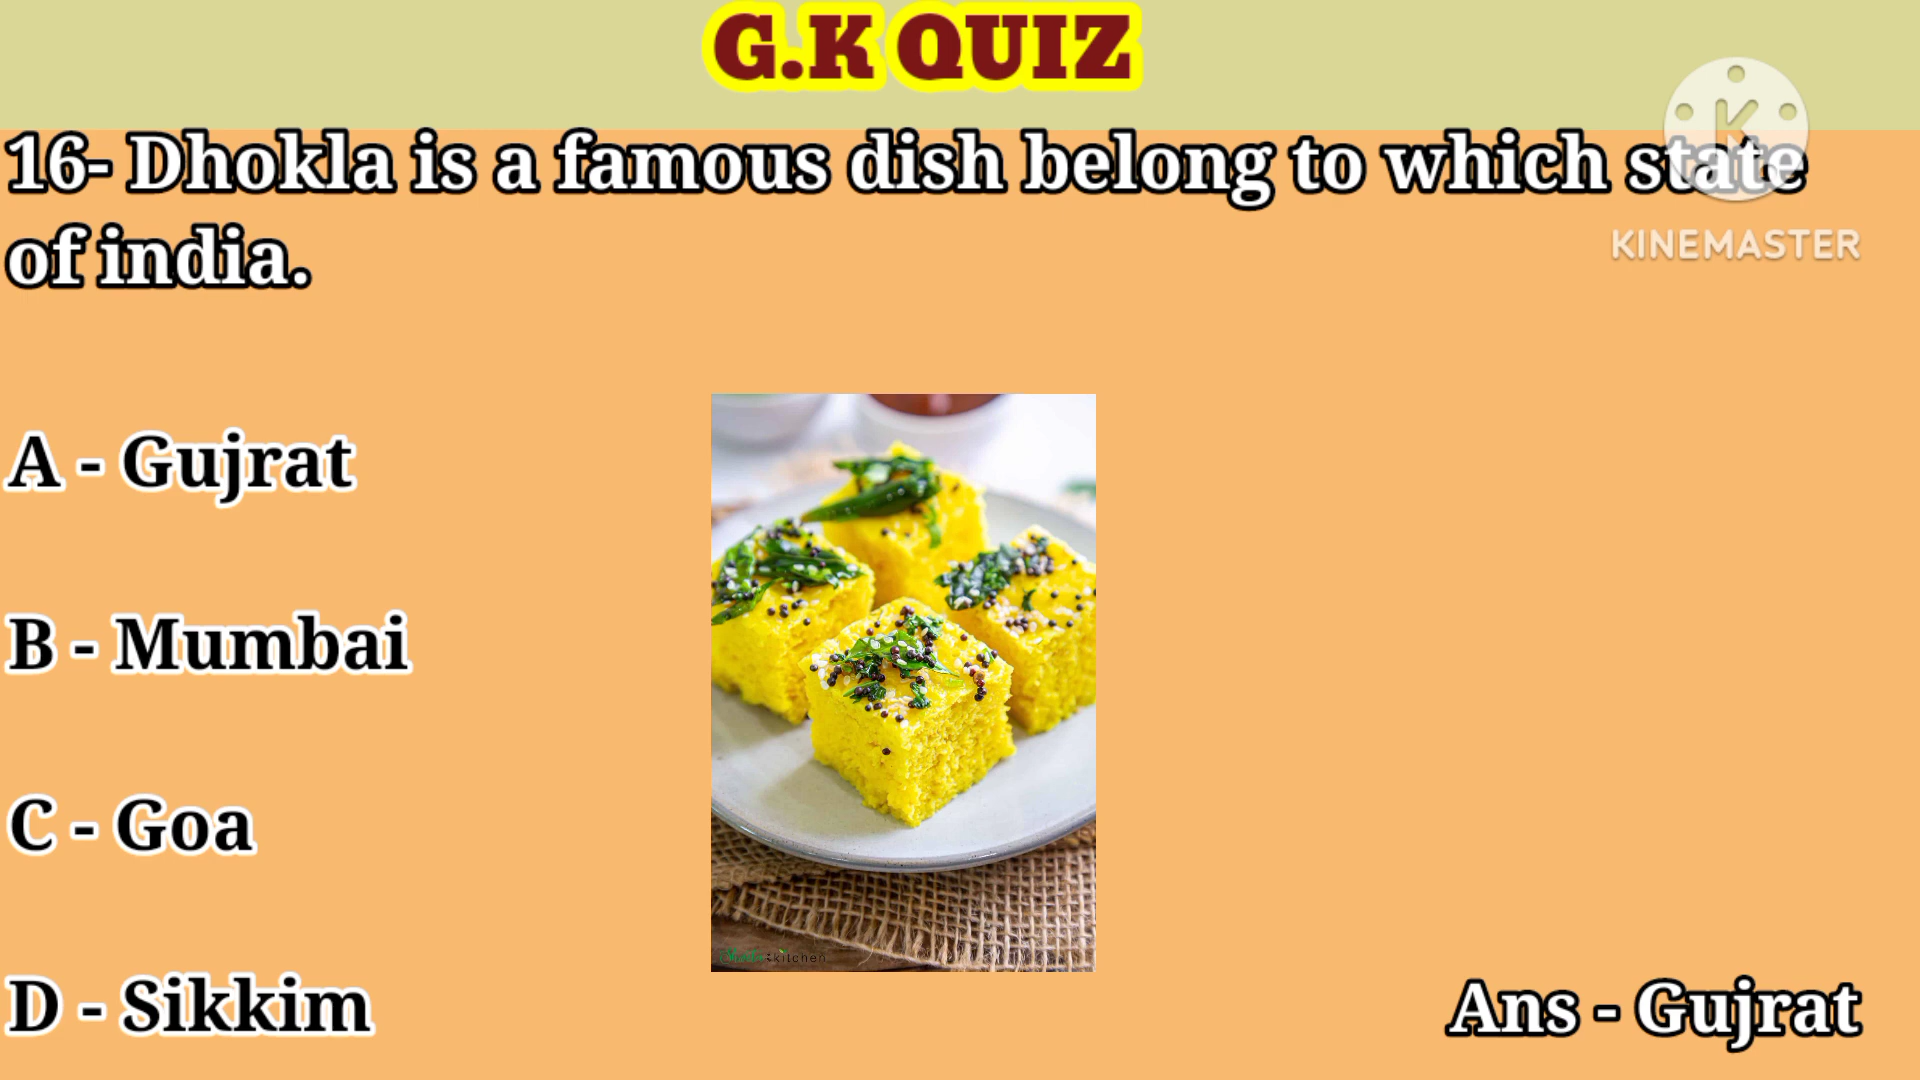 G.K QUIZ
16- Dhokla is a famous dish belong to which state
of india.
KINEMASTER
A - Gujrat
B - Mumbai
C - Goa
D - Sikkim
Ans - Gujrat